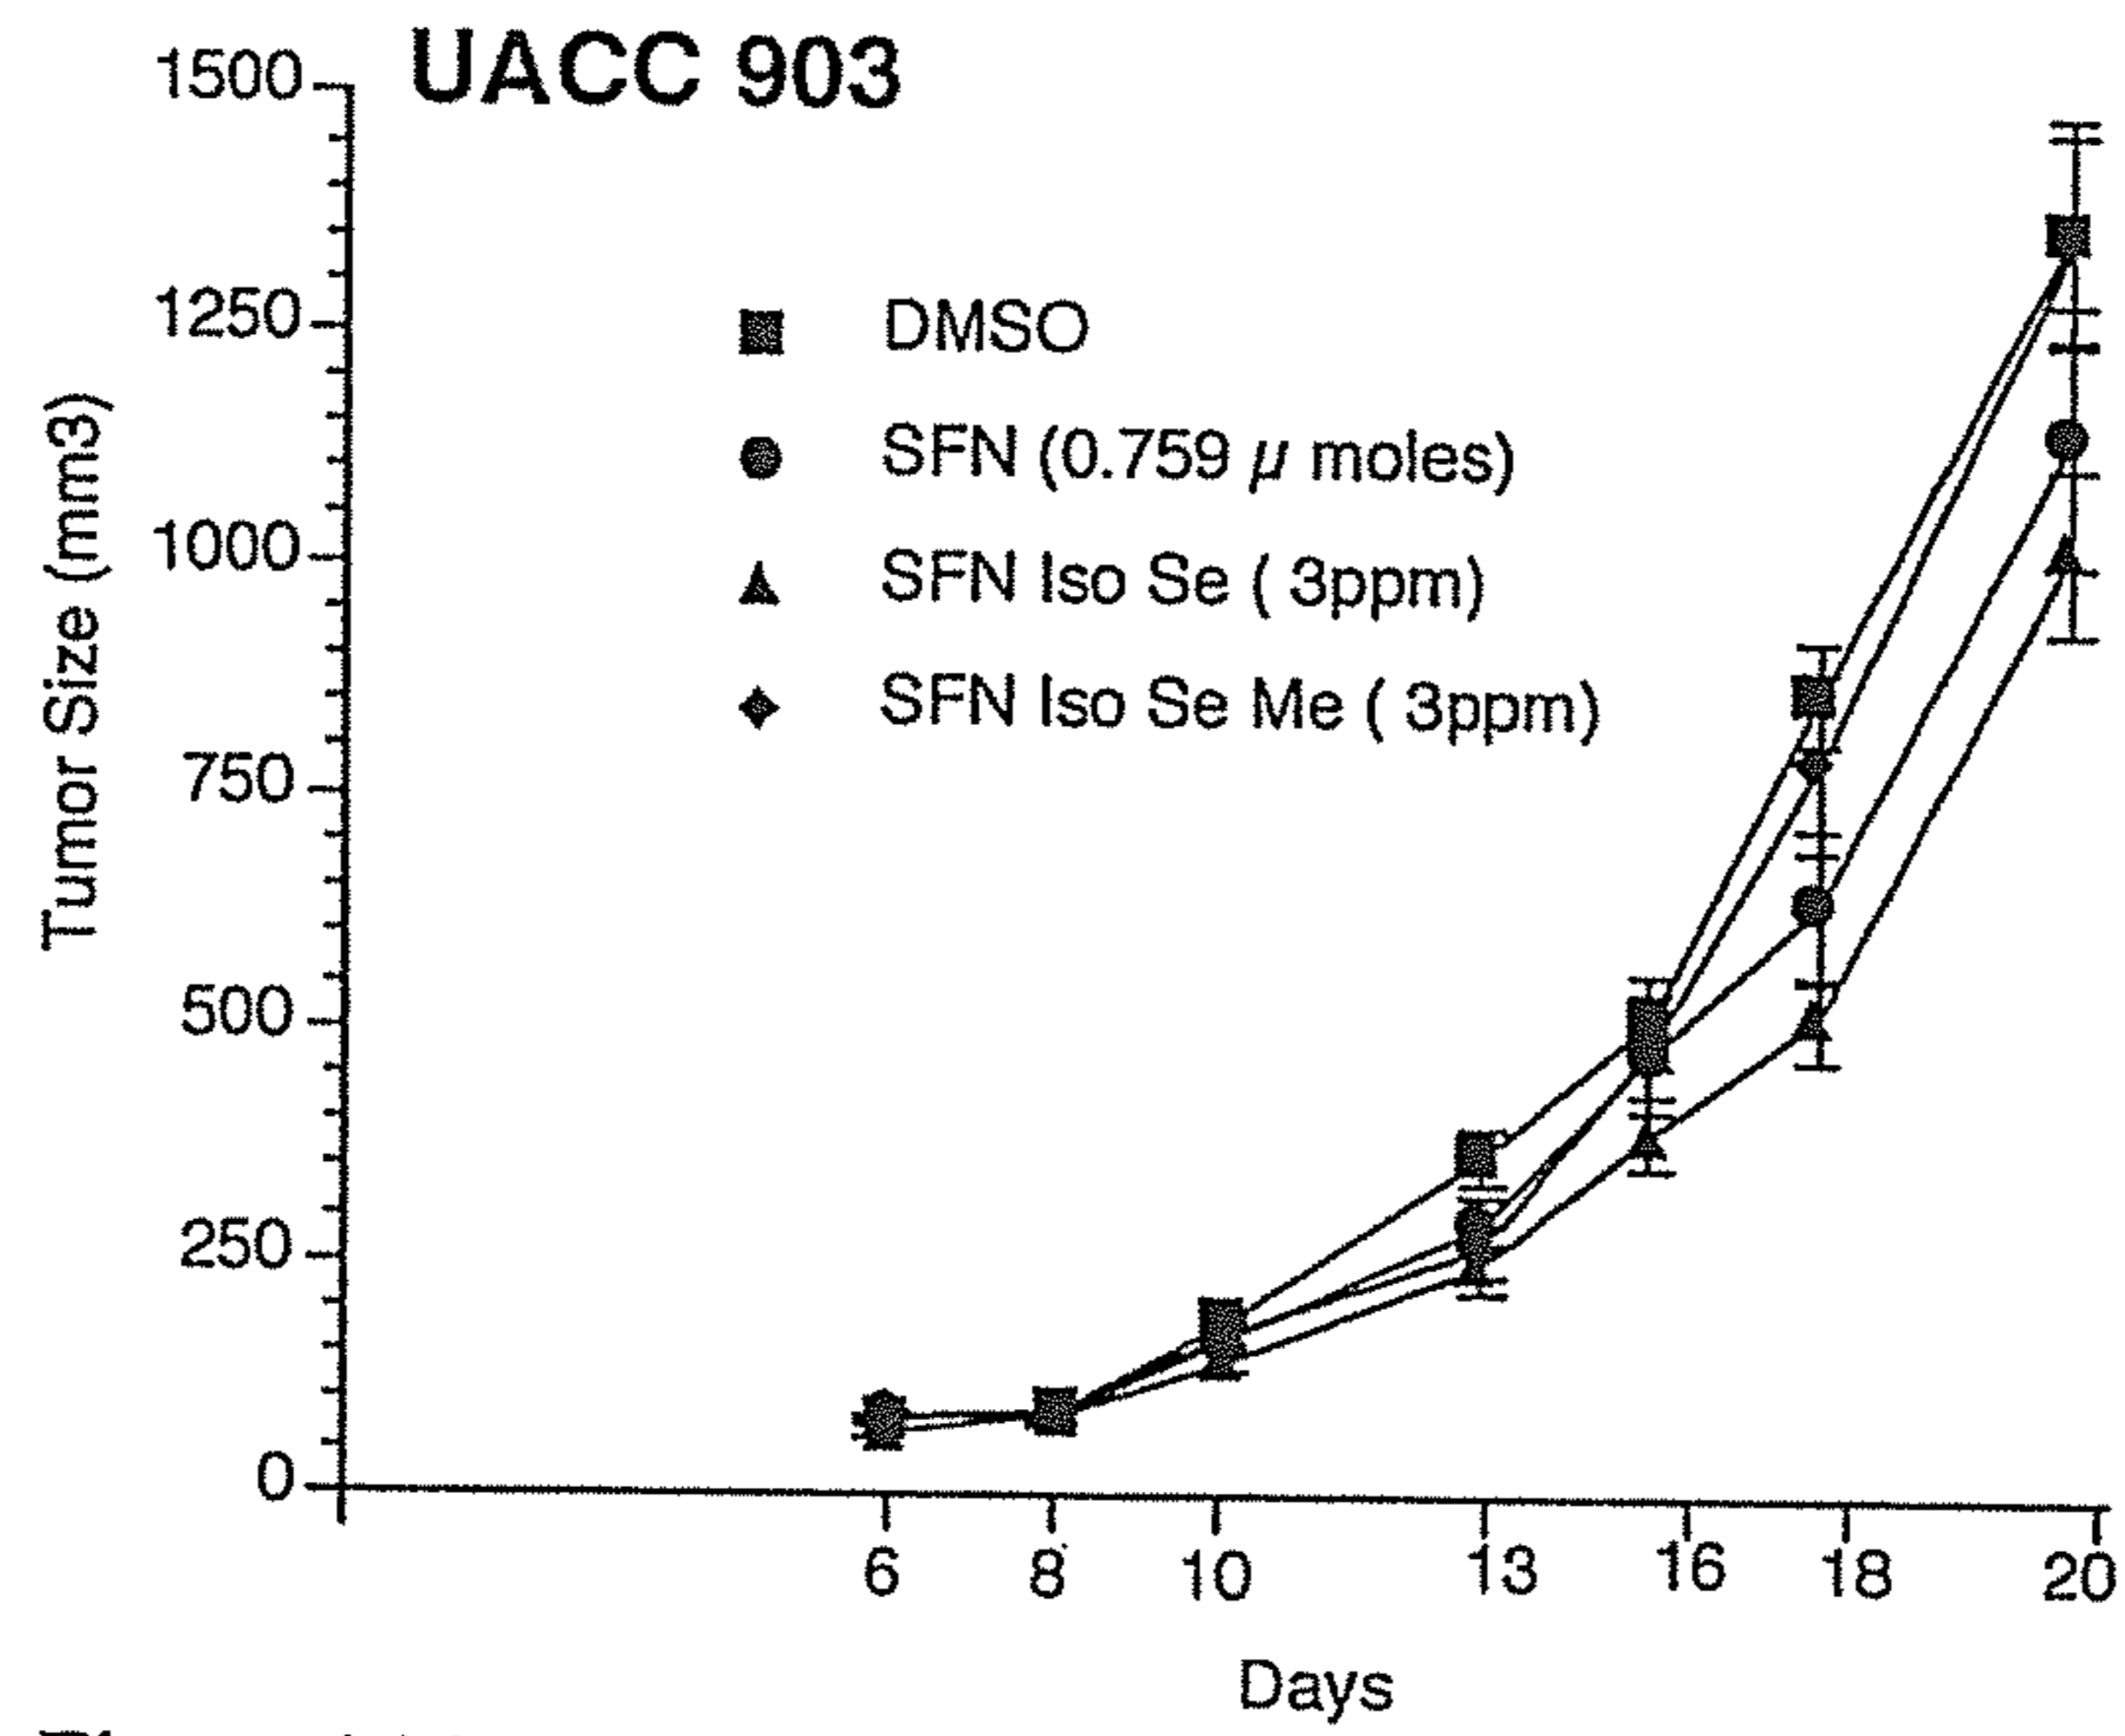 UACC 903
1500
1250
1000
750
500
250
0
Tumor Size (mm3)
DMSO
SFN (0.759 μ moles)
SFN Iso Se ( 3ppm)
SFN Iso Se Me ( 3ppm)
6 8 10 13 16 18 20
Days